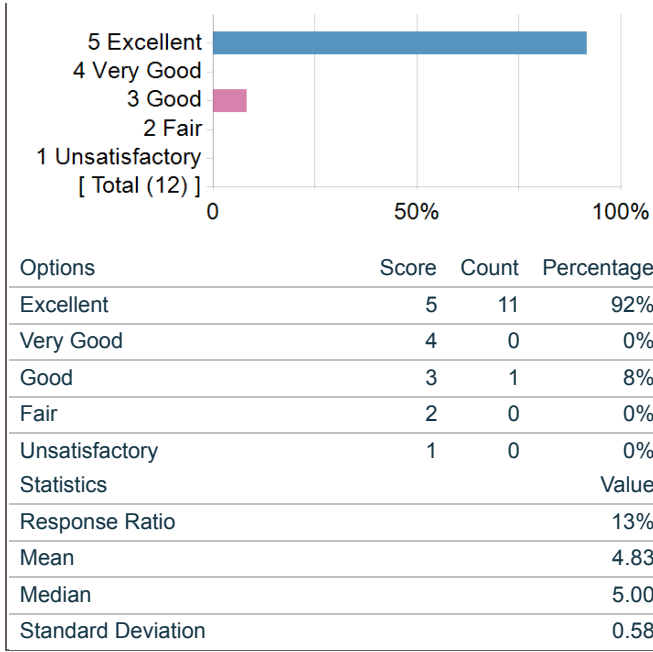 5 Excellent
4 Very Good
3 Good
2 Fair
1 Unsatisfactory
[ Total (12) ]
0 50% 100%
Options Score Count Percentage
Excellent 5 11 92%
Very Good 4 0 0%
Good 3 1 8%
Fair 2 0 0%
Unsatisfactory 1 0 0%
Statistics Value
Response Ratio 13%
Mean 4.83
Median 5.00
Standard Deviation 0.58